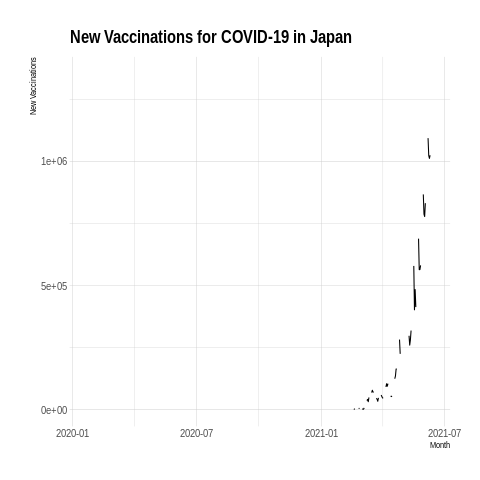 New Vaccinations for COVID-19 in Japan
New Vaccinations
1e+06
5e+05
0e+00
2020-01
2020-07
2021-01
2021-07
Month